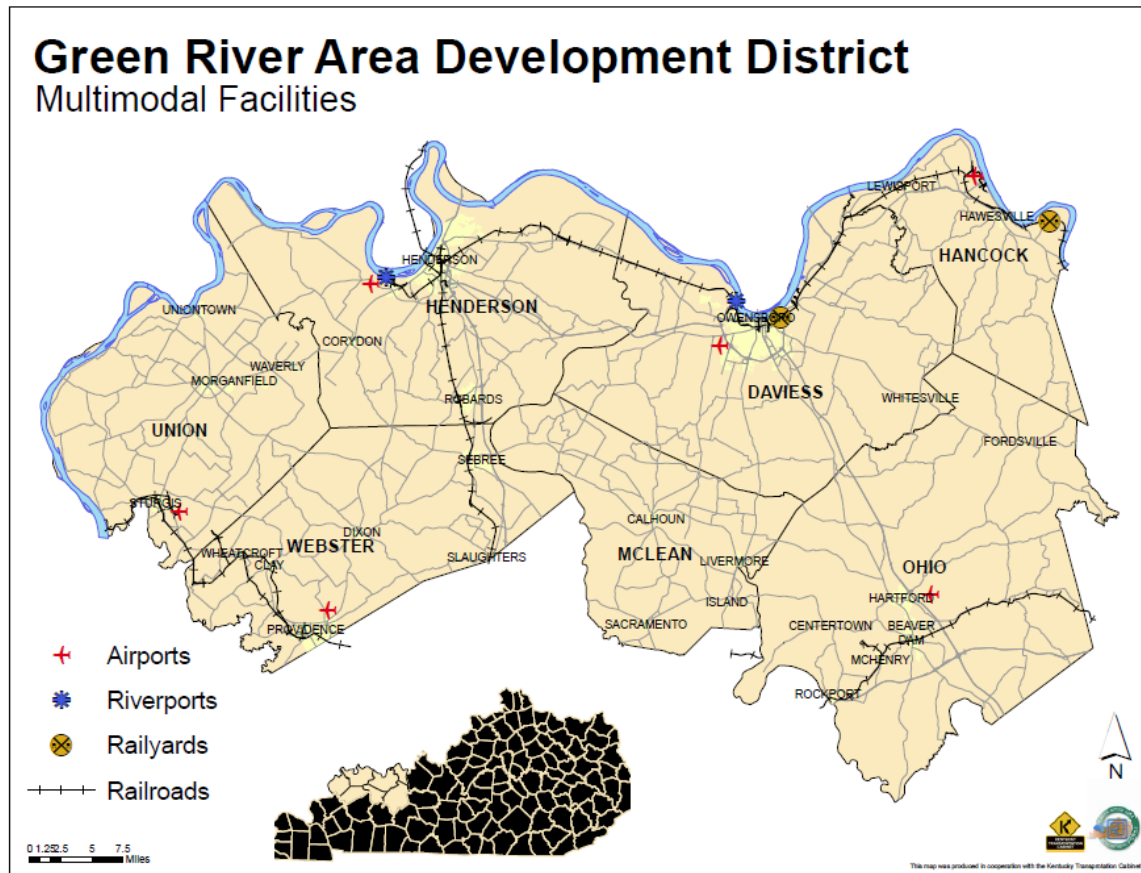 Green River Area Development District
Multimodal Facilities
LEWISPORT
HAWESVILLE
HANCOCK
HENDERSON
HENDERSON
UNIONTOWN
OWENSBORO
CORYDON
WAVERLY
MORGANFIELD
DAVIESS
ROBARDS
WHITESVILLE
UNION
FORDSVILLE
SEBREE
STURGIS
CALHOUN
DIXON
WEBSTER
WHEATCROFT
CLAY
SLAUGHTERS
MCLEAN
LIVERMORE
OHIO
HARTFORD
ISLAND
PROVIDENCE
SACRAMENTO
CENTERTOWN
BEAVER
DAM
MCHENRY
ROCKPORT
Airports
Riverports
Railyards
Railroads
N
0 1.252.5 5 7.5
Miles
KENTUCKY
TRANSPORTATION
CABINET
This map was produced in cooperation with the Kentucky Transprotation Cabinet